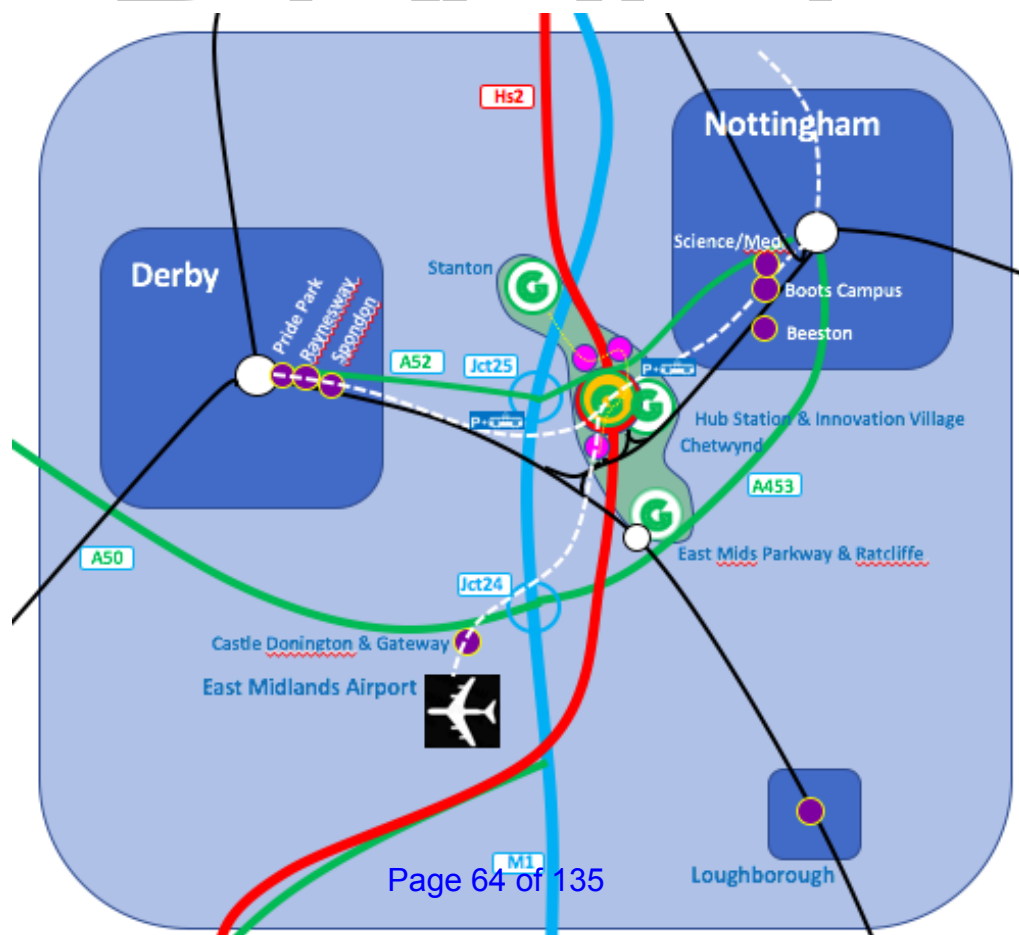 Hs2
Nottingham
Science/Med
Stanton
Derby
Boots Campus
Pride Park
Raynesway
Spondon
Beeston
A52
Jct25
P+
P+
G
G
G
G
Hub Station & Innovation Village
Chetwynd
A453
A50
East Mids Parkway & Ratcliffe
Jct24
Castle Donington & Gateway
East Midlands Airport
M1
Page 64 of 135
Loughborough